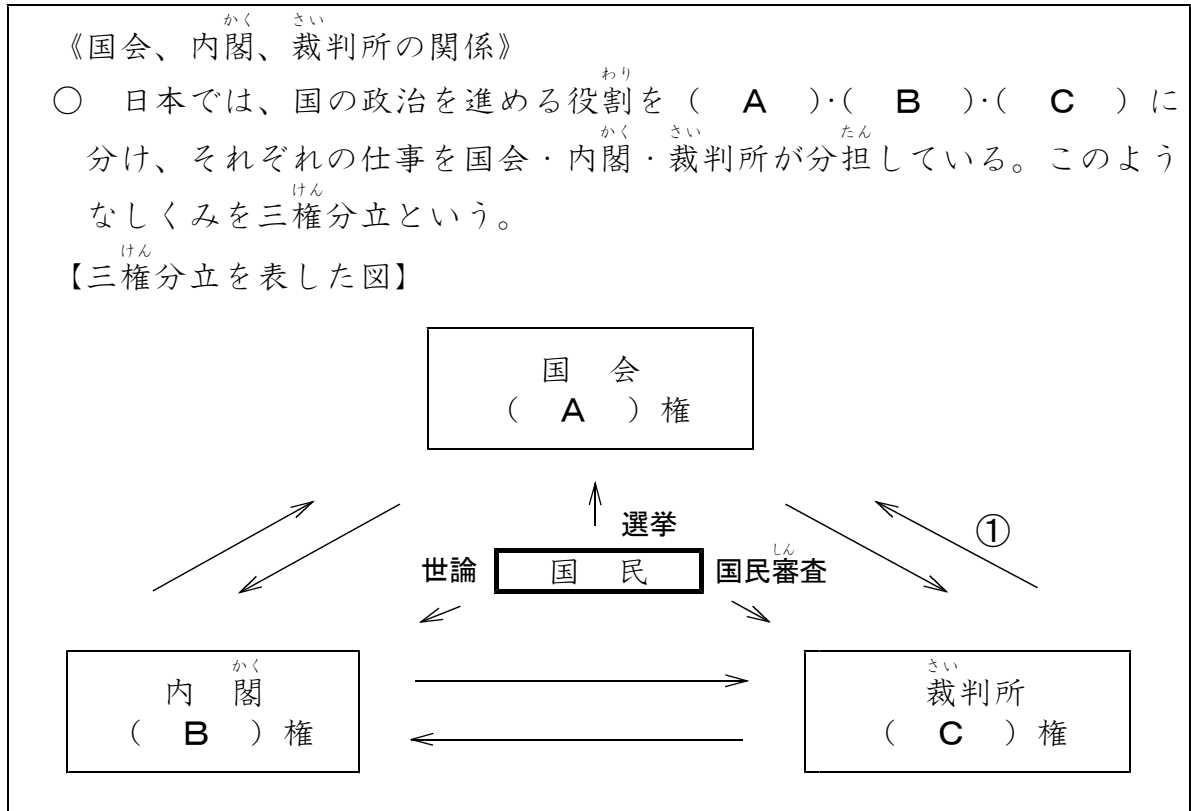 《国会、内閣、裁判所の関係》
○　日本では、国の政治を進める役割を（　A　）・（　B　）・（　C　）に
分け、それぞれの仕事を国会・内閣・裁判所が分担している。このよう
なしくみを三権分立という。
【三権分立を表した図】
国　会
（　A　）権
①
選挙
世論　国　民　国民審査
内　閣
（　B　）権
裁判所
（　C　）権